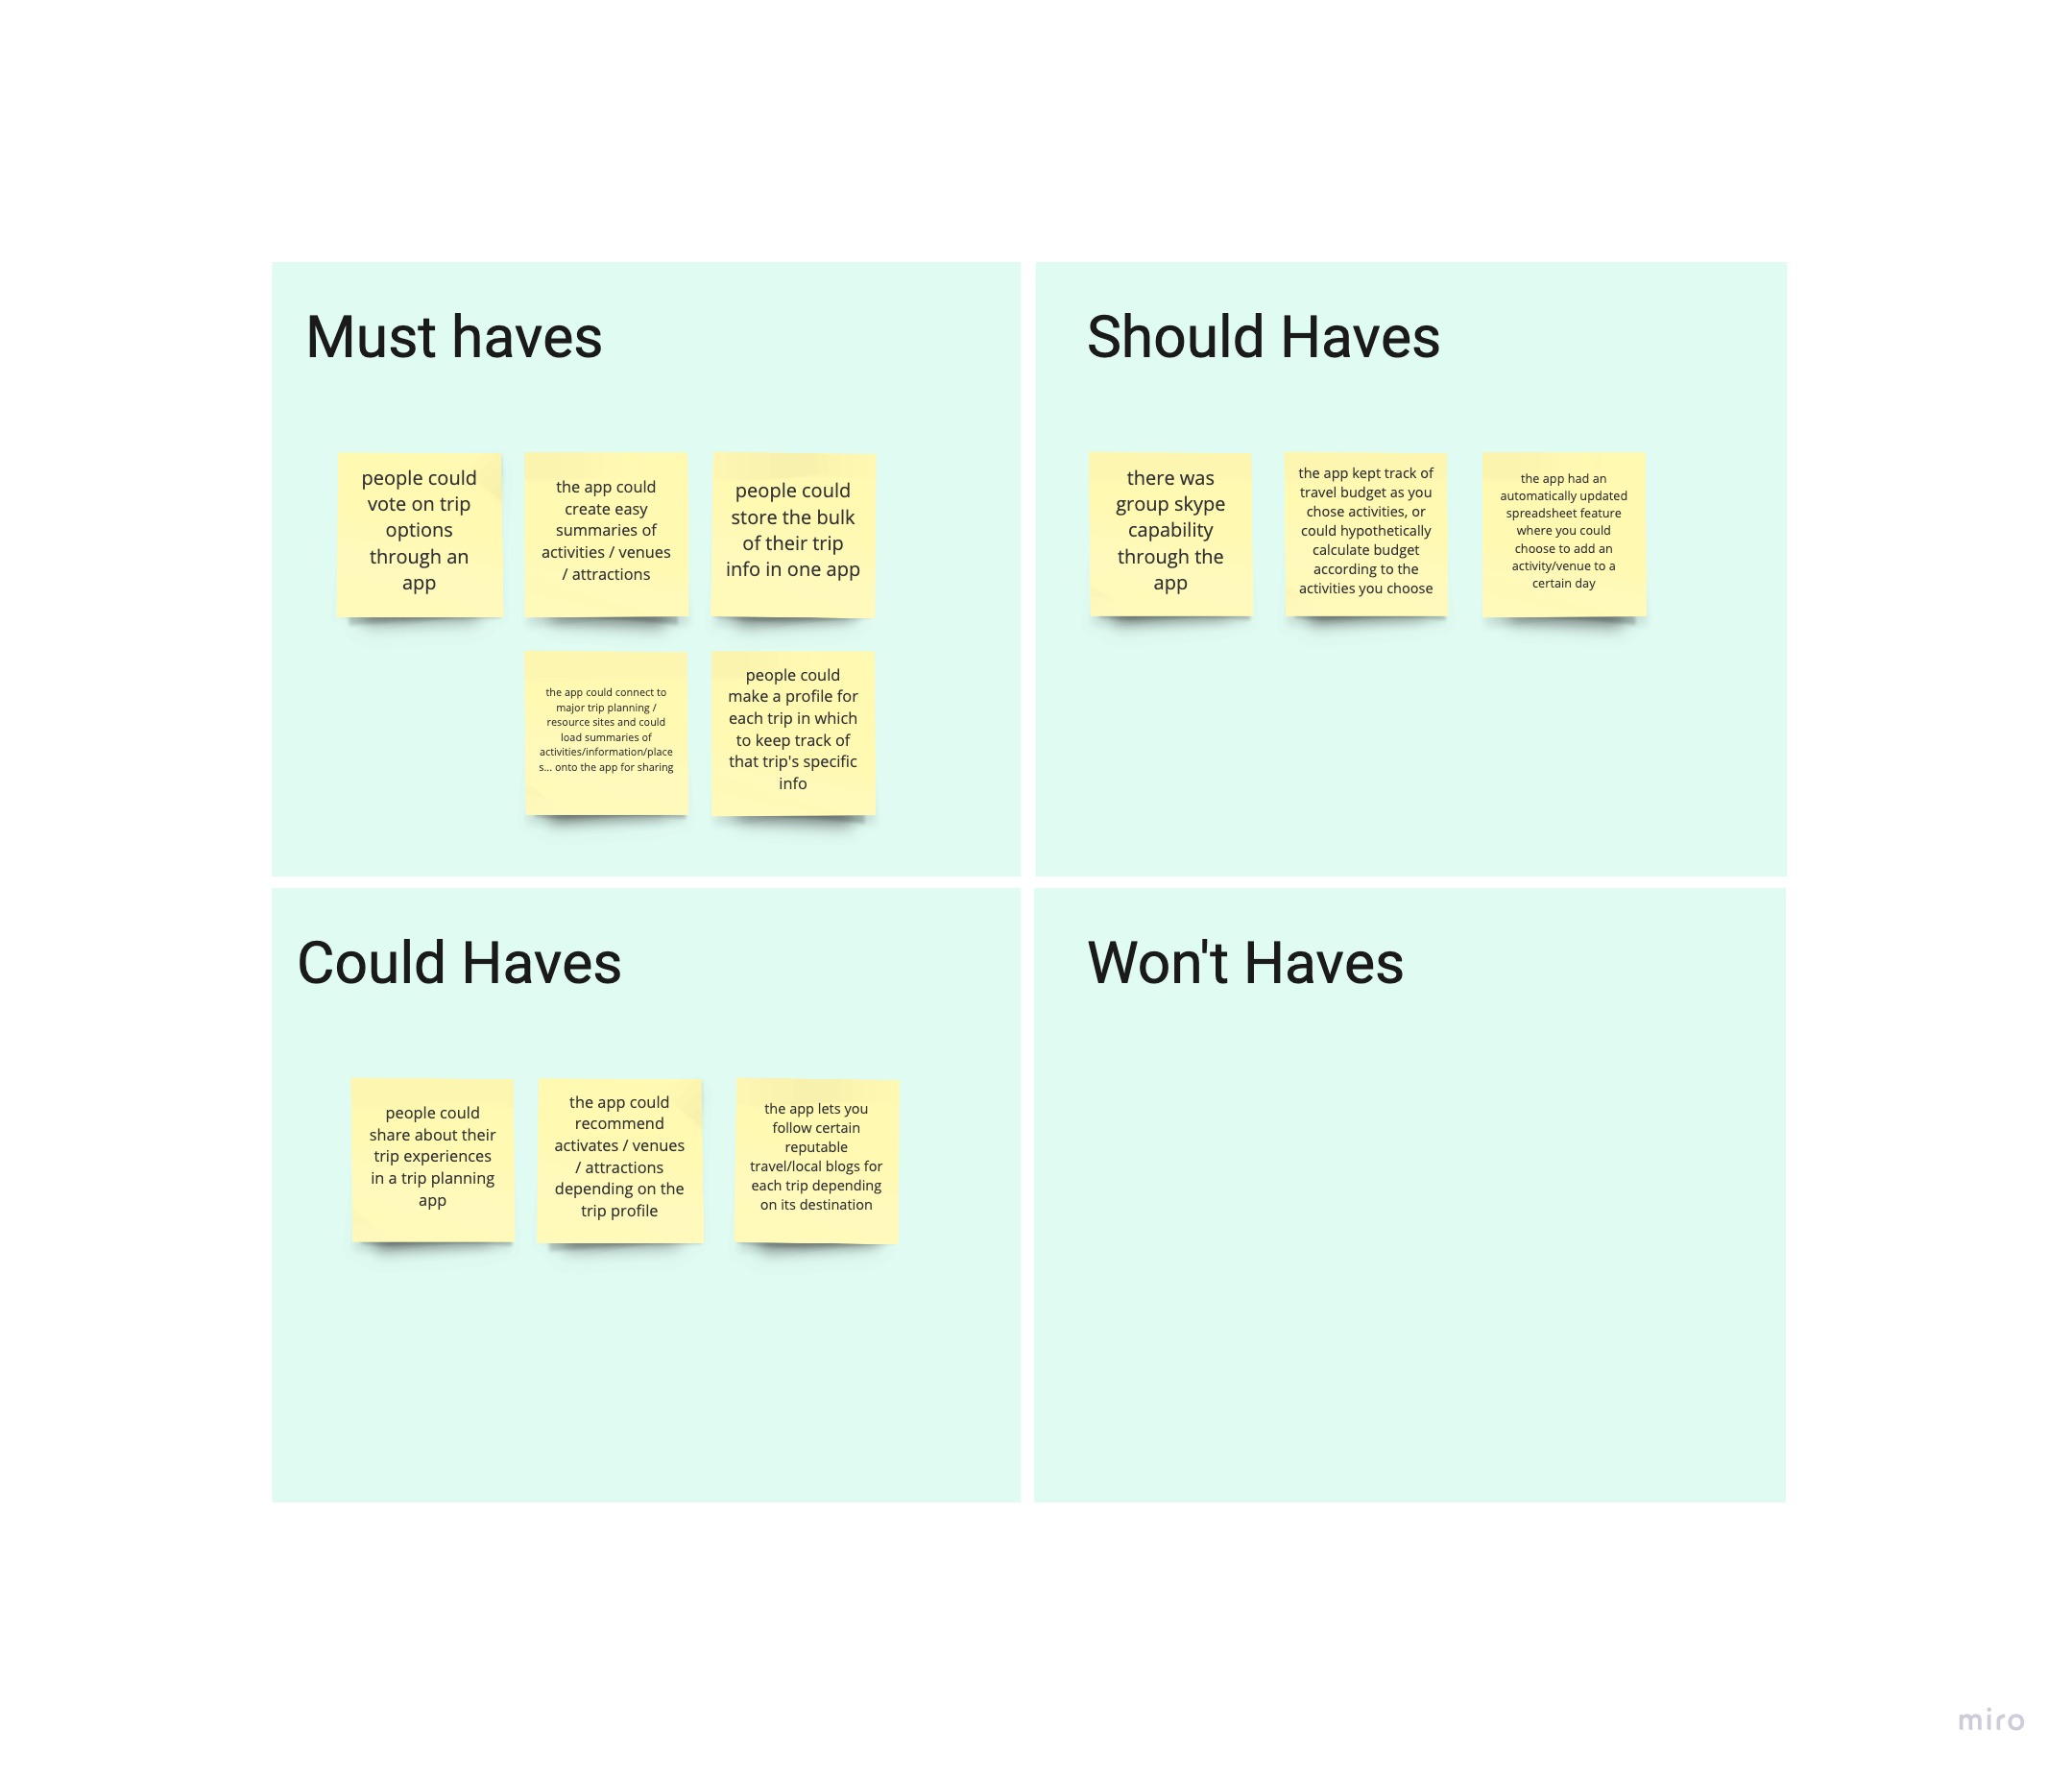 Must haves
people could
vote on trip
options
through an
app
the app could
create easy
summaries of
activities / venues
/ attractions
people could
store the bulk
of their trip
info in one app
the app could connect to
major trip planning /
resource sites and could
load summaries of
activities/information/place
s... onto the app for sharing
people could
make a profile for
each trip in which
to keep track of
that trip's specific
info
Should Haves
there was
group skype
capability
through the
app
the app kept track of
travel budget as you
chose activities, or
could hypothetically
calculate budget
according to the
activities you choose
the app had an
automatically updated
spreadsheet feature
where you could
choose to add an
activity/venue to a
certain day
Could Haves
people could
share about their
trip experiences
in a trip planning
app
the app could
recommend
activates / venues
/ attractions
depending on the
trip profile
the app lets you
follow certain
reputable
travel/local blogs for
each trip depending
on its destination
Won't Haves
miro